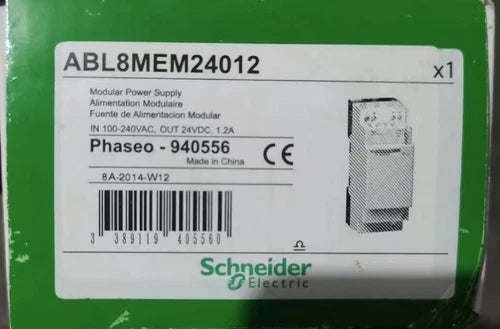 ABL8MEM24012
x1
Modular Power Supply
Alimentation Modulaire
Fuente de Alimentacion Modular
IN 100-240VAC, OUT 24VDC, 1.2A
Phaseo - 940556
Made in China
CE
8A-2014-W12
3 389119 405560
Schneider
Electric